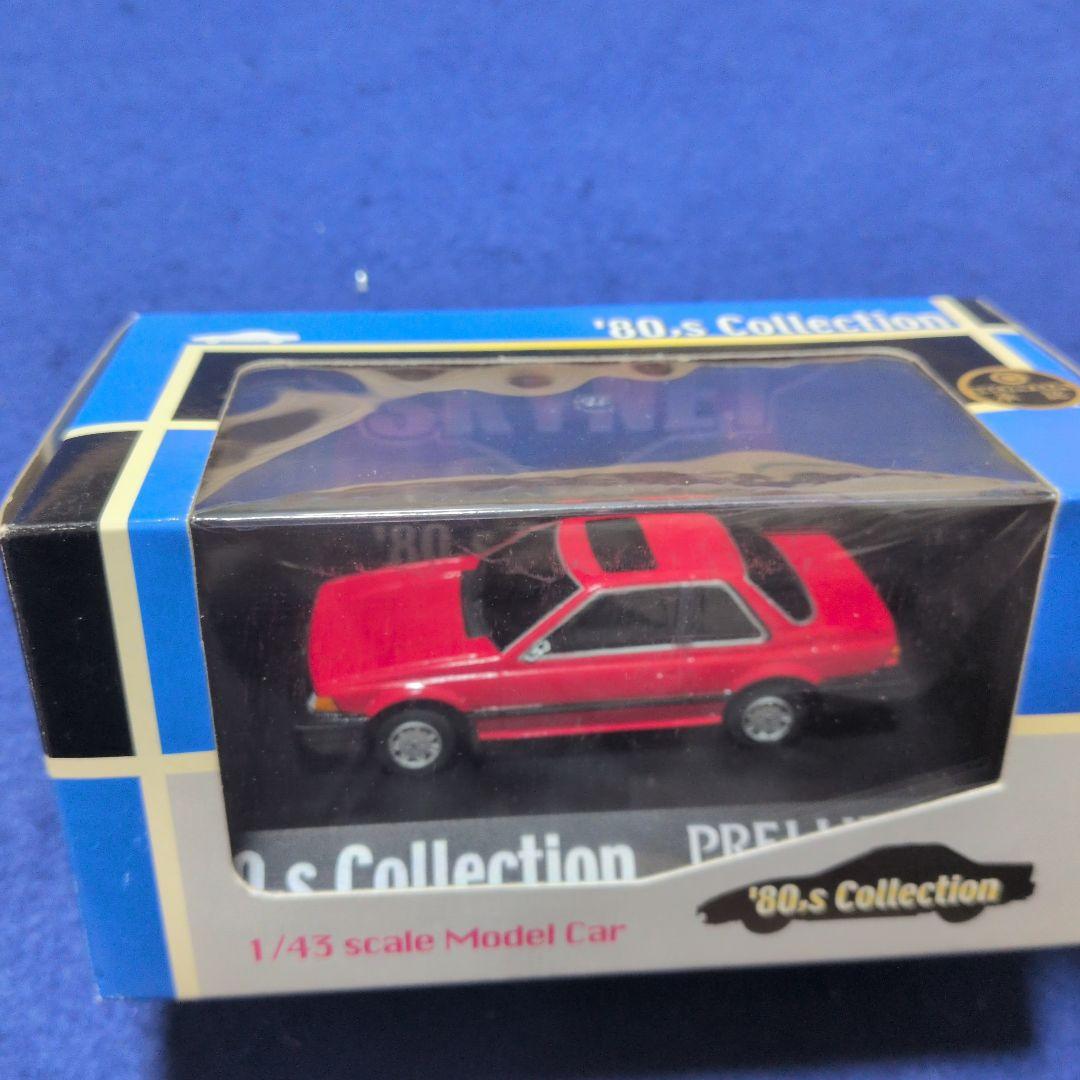 '80,s Collection
SKYNET
'80,s
0,s Collection
PRELU
'80,s Collection
1/43 scale Model Car